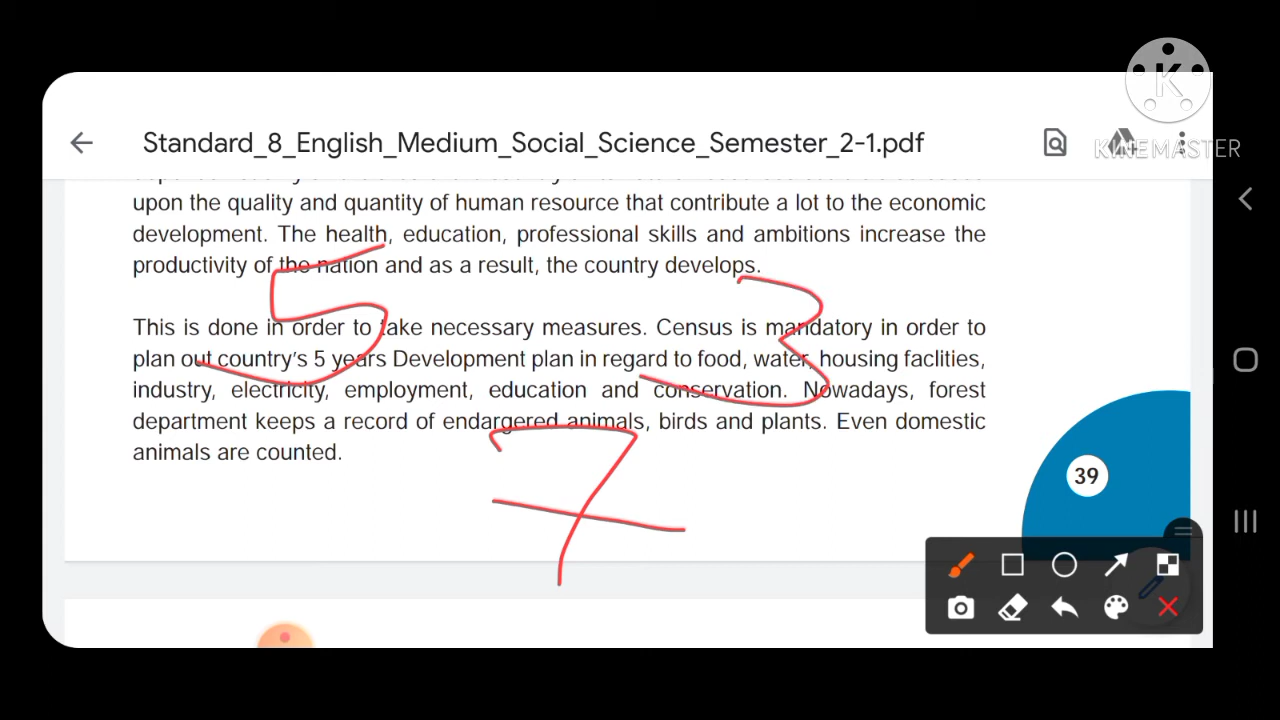 K
KINEMASTER
Standard_8_English_Medium_Social_Science_Semester_2-1.pdf
upon the quality and quantity of human resource that contribute a lot to the economic
development. The health, education, professional skills and ambitions increase the
productivity of the nation and as a result, the country develops.
This is done in order to take necessary measures. Census is mandatory in order to
plan out country's 5 years Development plan in regard to food, water, housing faclities,
industry, electricity, employment, education and conservation. Nowadays, forest
department keeps a record of endargered animals, birds and plants. Even domestic
animals are counted.
5
3
7
39